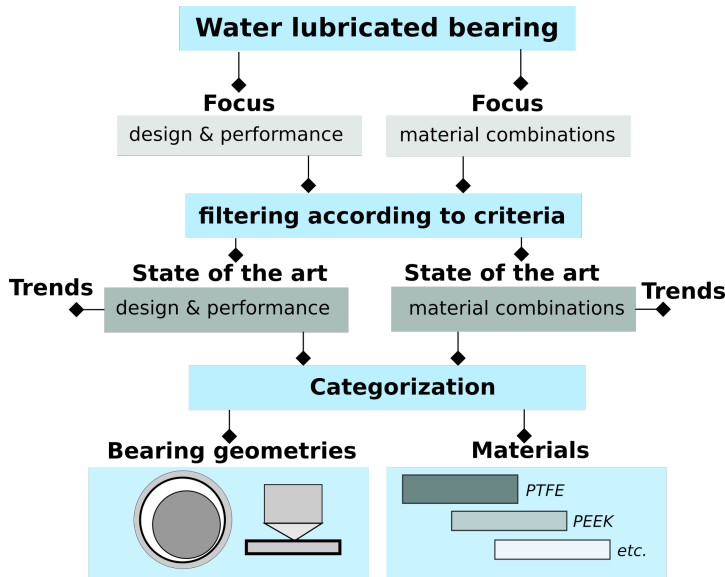 Water lubricated bearing
Focus
Focus
design & performance
material combinations
filtering according to criteria
State of the art
State of the art
Trends
Trends
design & performance
material combinations
Categorization
Bearing geometries
Materials
PTFE
PEEK
etc.